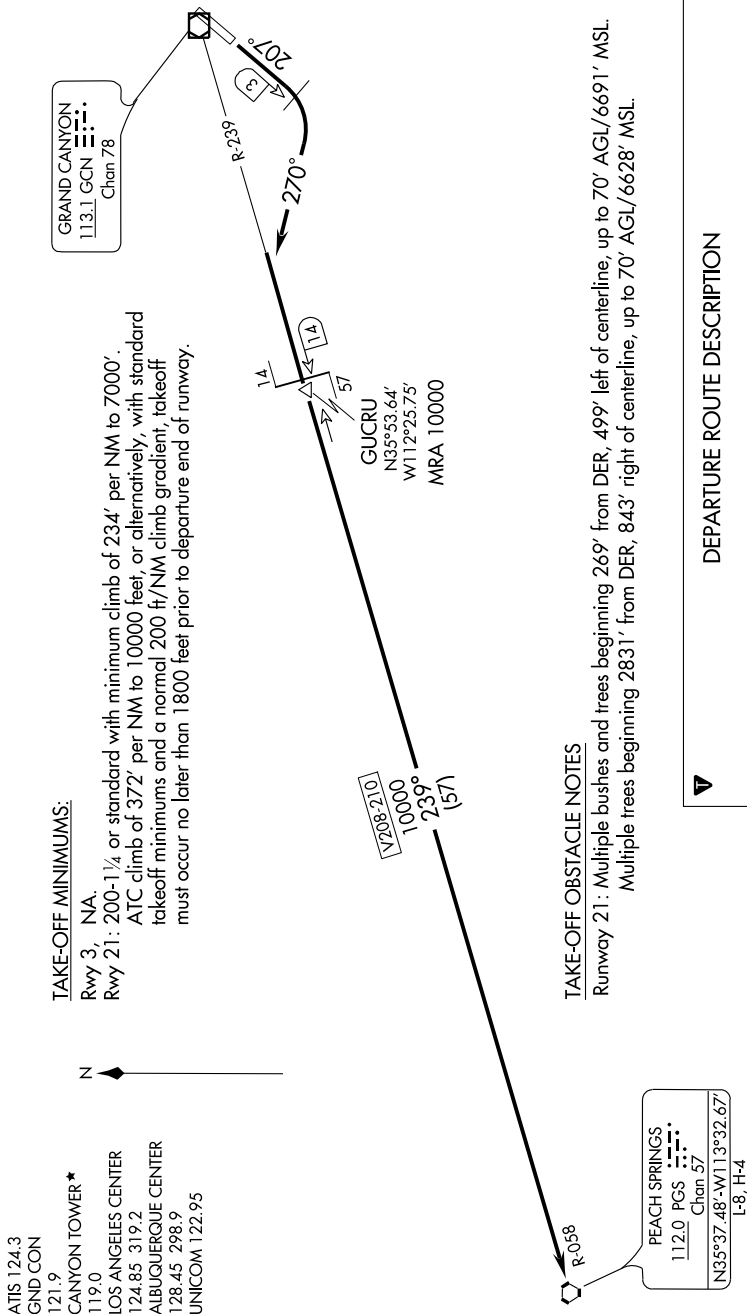 ATIS 124.3
GND CON
121.9
CANYON TOWER★
119.0
LOS ANGELES CENTER
124.85 319.2
ALBUQUERQUE CENTER
128.45 298.9
UNICOM 122.95
N
TAKE-OFF MINIMUMS:
Rwy 3, NA.
Rwy 21: 200-1¼ or standard with minimum climb of 234' per NM to 7000'.
ATC climb of 372' per NM to 10000 feet, or alternatively, with standard
takeoff minimums and a normal 200 ft/NM climb gradient, takeoff
must occur no later than 1800 feet prior to departure end of runway.
GRAND CANYON
113.1 GCN
Chan 78
R-239
207°
3
270°
14
14
57
GUCRU
N35°53.64'
W112°25.75'
MRA 10000
V208-210
10000
239°
(57)
R-058
PEACH SPRINGS
112.0 PGS
Chan 57
N35°37.48'-W113°32.67'
L-8, H-4
TAKE-OFF OBSTACLE NOTES
Runway 21: Multiple bushes and trees beginning 269' from DER, 499' left of centerline, up to 70' AGL/6691' MSL.
Multiple trees beginning 2831' from DER, 843' right of centerline, up to 70' AGL/6628' MSL.
T
DEPARTURE ROUTE DESCRIPTION